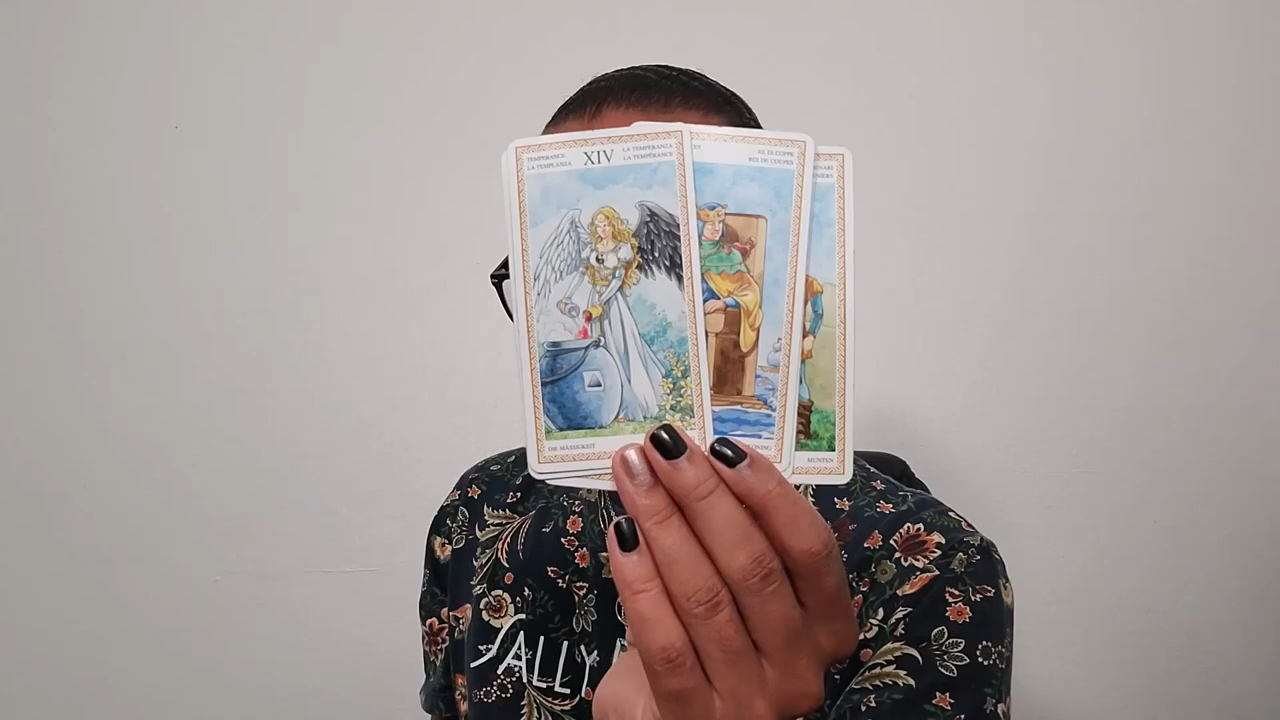 TEMPERANCE
LA TEMPLANZA
XIV
LA TEMPERANZA
LA TEMPÉRANCE
DIE MÄSSIGKEIT
RE DI COPPE
ROI DE COUPES
MUNTEN
SALLY